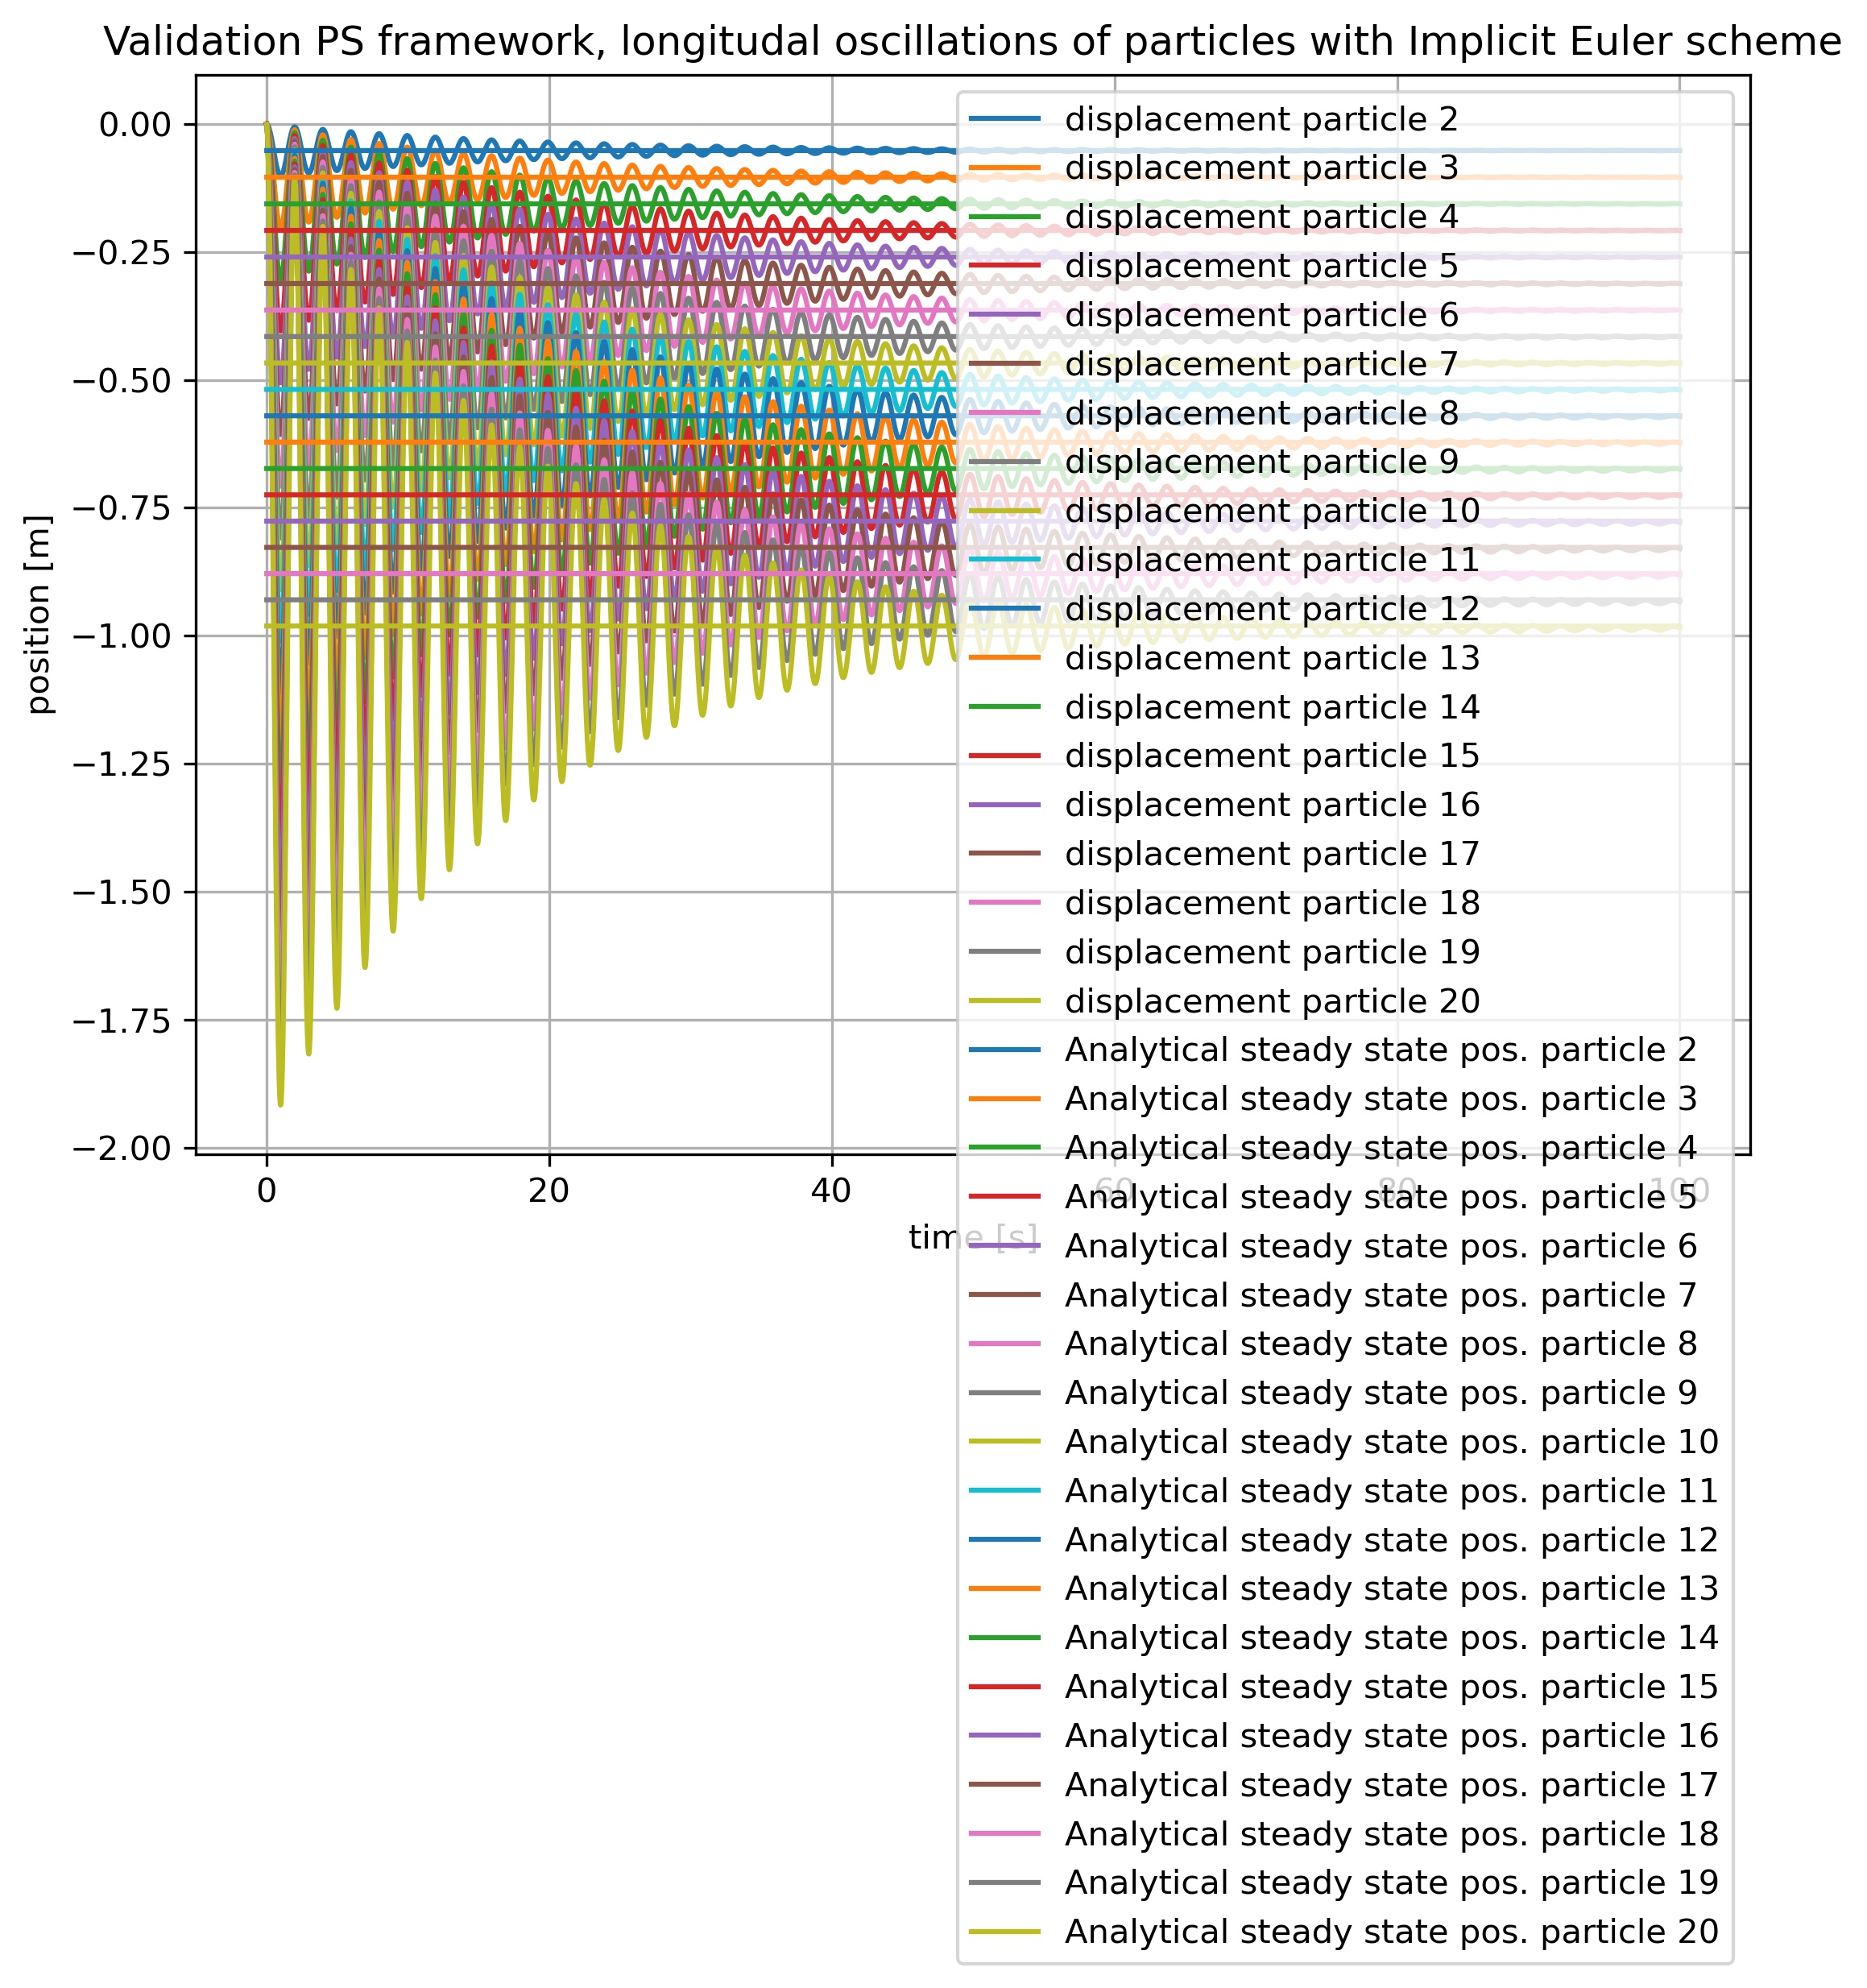 Validation PS framework, longitudal oscillations of particles with Implicit Euler scheme
position [m]
0.00
−0.25
−0.50
−0.75
−1.00
−1.25
−1.50
−1.75
−2.00
0
20
40
60
80
100
time [s]
displacement particle 2
displacement particle 3
displacement particle 4
displacement particle 5
displacement particle 6
displacement particle 7
displacement particle 8
displacement particle 9
displacement particle 10
displacement particle 11
displacement particle 12
displacement particle 13
displacement particle 14
displacement particle 15
displacement particle 16
displacement particle 17
displacement particle 18
displacement particle 19
displacement particle 20
Analytical steady state pos. particle 2
Analytical steady state pos. particle 3
Analytical steady state pos. particle 4
Analytical steady state pos. particle 5
Analytical steady state pos. particle 6
Analytical steady state pos. particle 7
Analytical steady state pos. particle 8
Analytical steady state pos. particle 9
Analytical steady state pos. particle 10
Analytical steady state pos. particle 11
Analytical steady state pos. particle 12
Analytical steady state pos. particle 13
Analytical steady state pos. particle 14
Analytical steady state pos. particle 15
Analytical steady state pos. particle 16
Analytical steady state pos. particle 17
Analytical steady state pos. particle 18
Analytical steady state pos. particle 19
Analytical steady state pos. particle 20